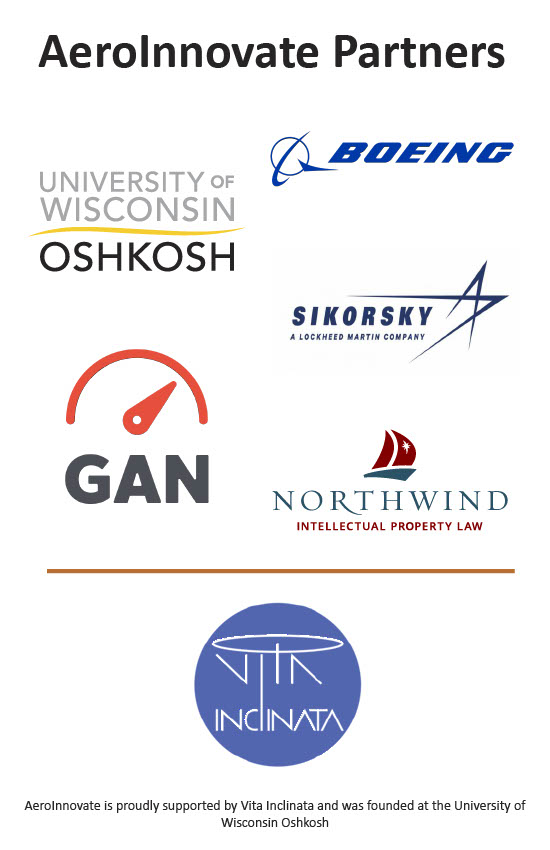 AeroInnovate Partners
BOEING
UNIVERSITY OF
WISCONSIN
OSHKOSH
SIKORSKY
A LOCKHEED MARTIN COMPANY
GAN
NORTHWIND
INTELLECTUAL PROPERTY LAW
VITA
INCLINATA
AeroInnovate is proudly supported by Vita Inclinata and was founded at the University of
Wisconsin Oshkosh